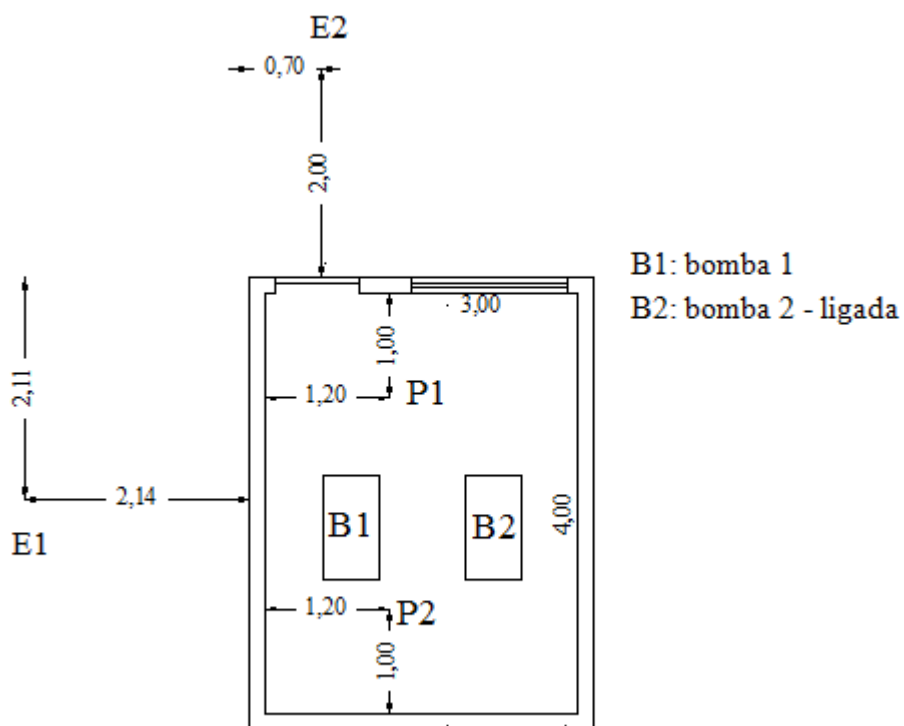 E2
0,70
2,00
B1: bomba 1
B2: bomba 2 - ligada
3,00
1,00
2,11
1,20
P1
2,14
4,00
B1
B2
E1
1,20
P2
1,00